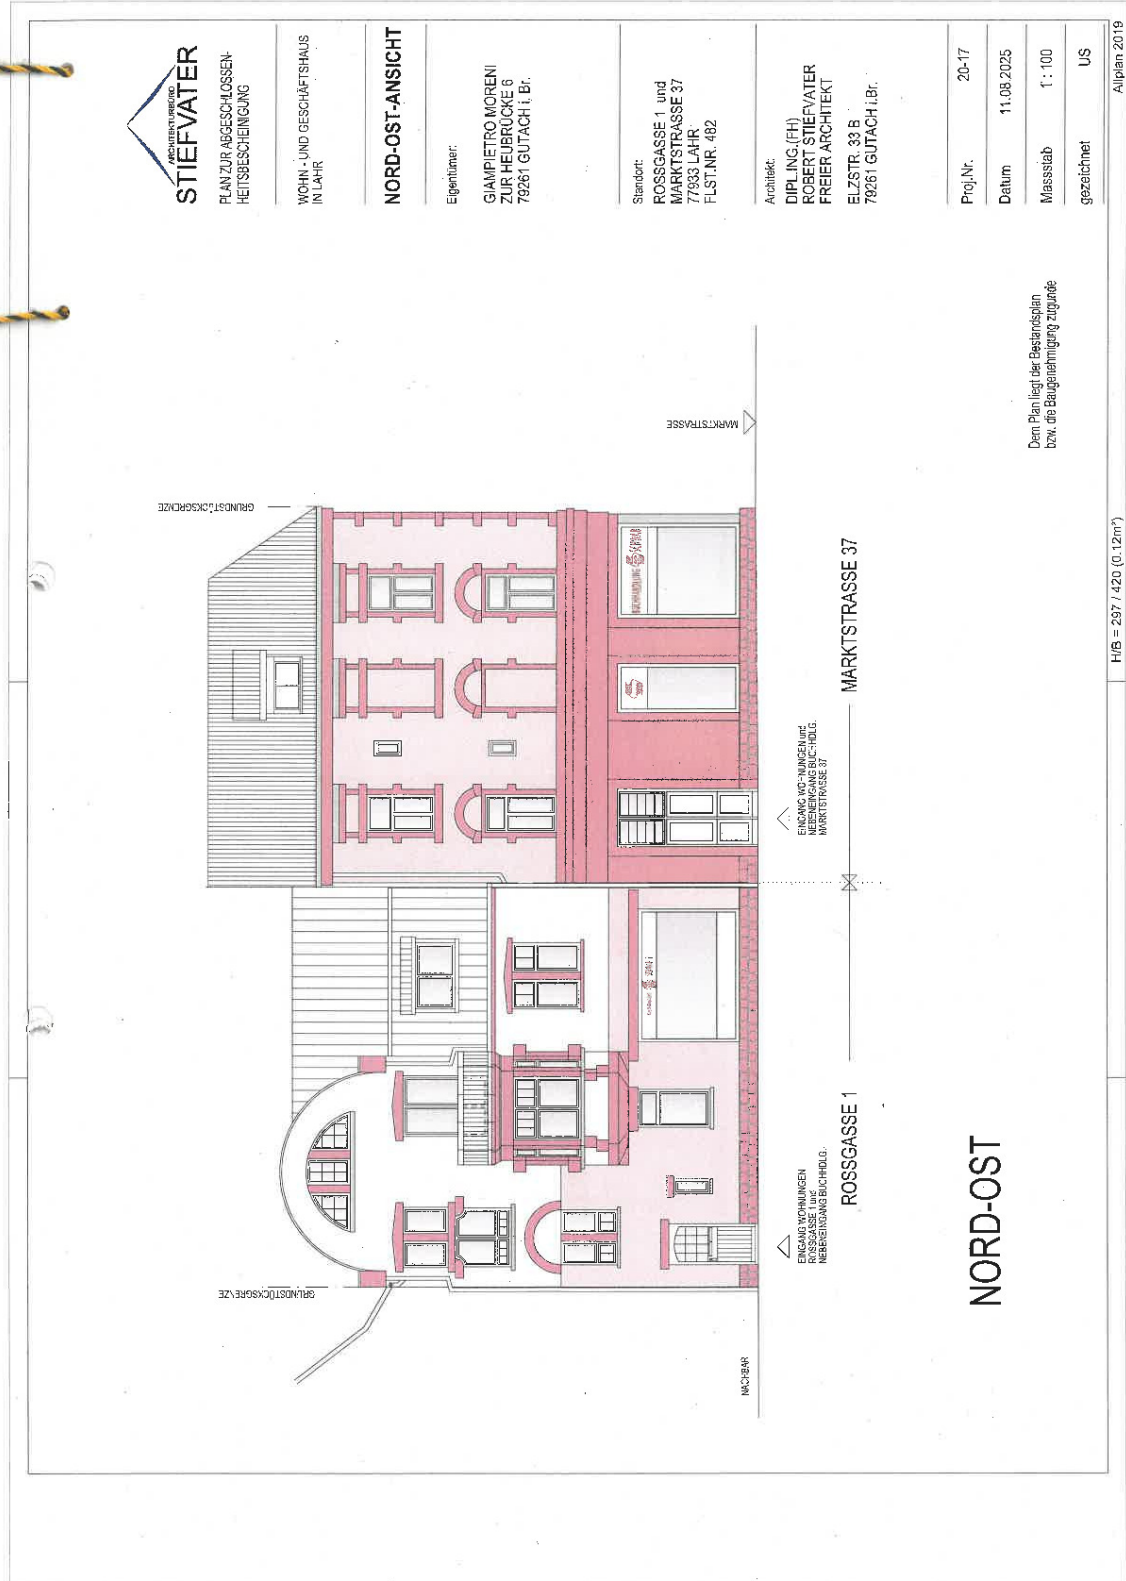 ARCHITEKTURBÜRO
STIEFVATER
PLAN ZUR ABGESCHLOSSEN-
HEITSBESCHEINIGUNG
WOHN - UND GESCHÄFTSHAUS
IN LAHR
NORD-OST-ANSICHT
Eigentümer:
GIAMPIETRO MORENI
ZUR HEUBRÜCKE 6
79261 GUTACH i. Br.
Standort:
ROSSGASSE 1 und
MARKTSTRASSE 37
77933 LAHR
FLST.NR. 482
Architekt:
DIPL.ING.(FH)
ROBERT STIEFVATER
FREIER ARCHITEKT
ELZSTR. 33 B
79261 GUTACH i.Br.
Proj.Nr. 20-17
Datum 11.08.2025
Massstab 1 : 100
gezeichnet US
Allplan 2019
GRUNDSTÜCKSGRENZE
MARKTSTRASSE
BUCHHANDLUNG
GRUNDSTÜCKSGRENZE
NACHBAR
EINGANG WOHNUNGEN
ROSSGASSE 1 und
NEBENEINGANG BUCHHDLG.
EINGANG WOHNUNGEN und
NEBENEINGANG BUCHHDLG.
MARKTSTRASSE 37
ROSSGASSE 1
MARKTSTRASSE 37
NORD-OST
Dem Plan liegt der Bestandsplan
bzw. die Baugenehmigung zugunde
H/B = 297 / 420 (0.12m²)